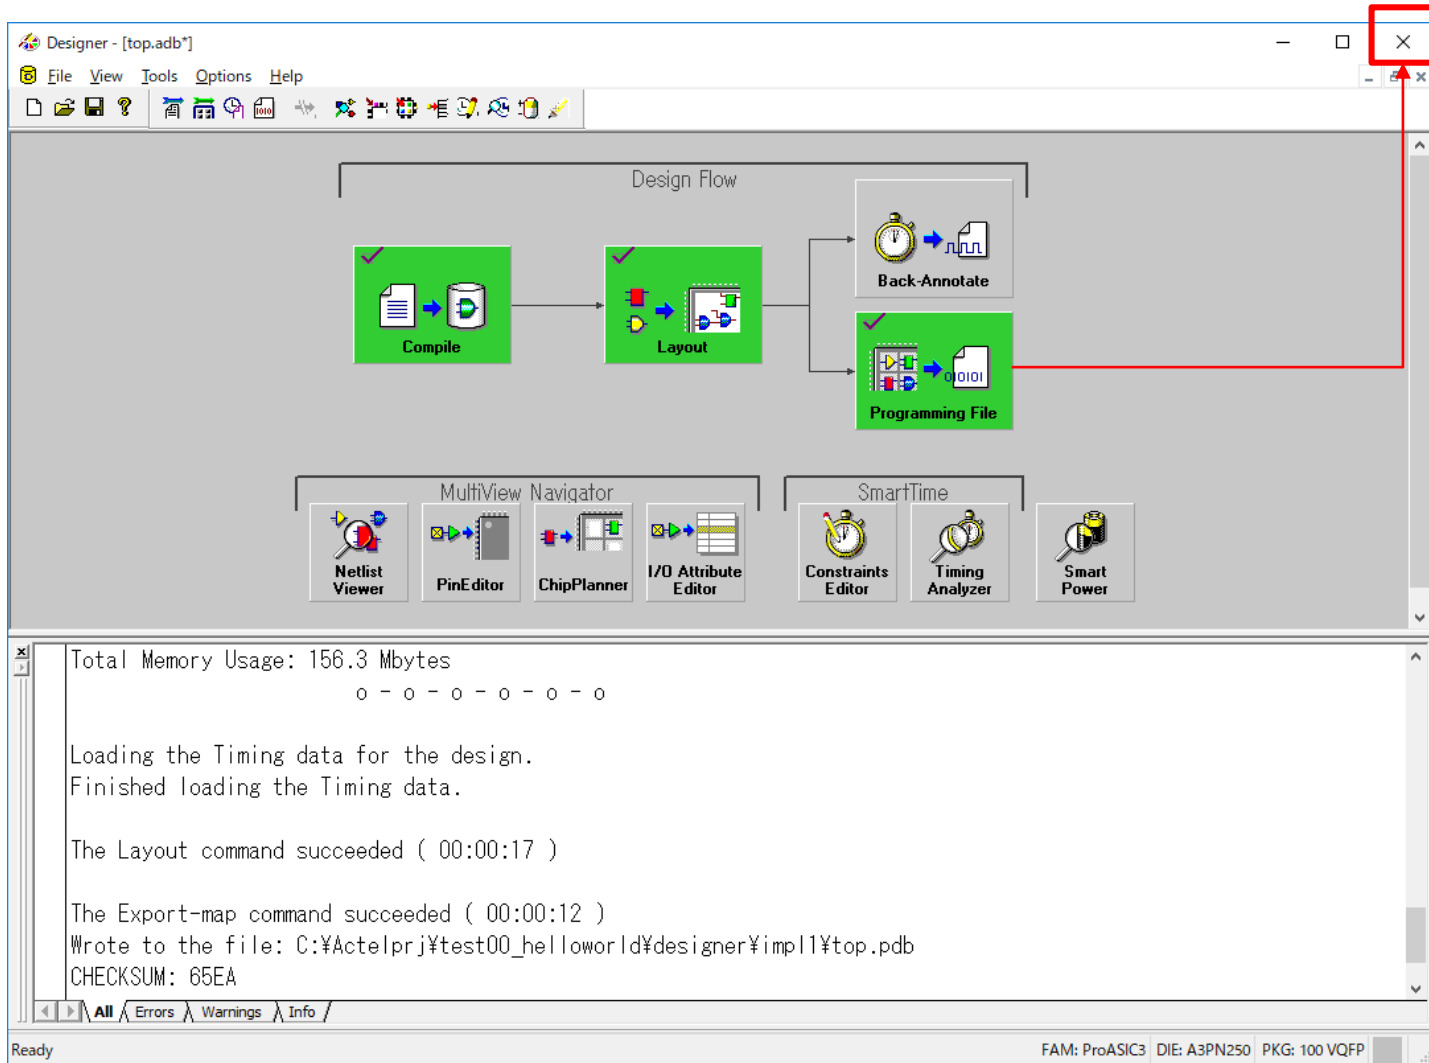 Designer - [top.adb*]
File View Tools Options Help
Design Flow
Back-Annotate
Compile
Layout
Programming File
MultiView Navigator
SmartTime
Netlist Viewer
PinEditor
ChipPlanner
I/O Attribute Editor
Constraints Editor
Timing Analyzer
Smart Power
Total Memory Usage: 156.3 Mbytes
o - o - o - o - o - o
Loading the Timing data for the design.
Finished loading the Timing data.
The Layout command succeeded ( 00:00:17 )
The Export-map command succeeded ( 00:00:12 )
Wrote to the file: C:¥Actelprj¥test00_helloworld¥designer¥impl1¥top.pdb
CHECKSUM: 65EA
All Errors Warnings Info
Ready FAM: ProASIC3 DIE: A3PN250 PKG: 100 VQFP